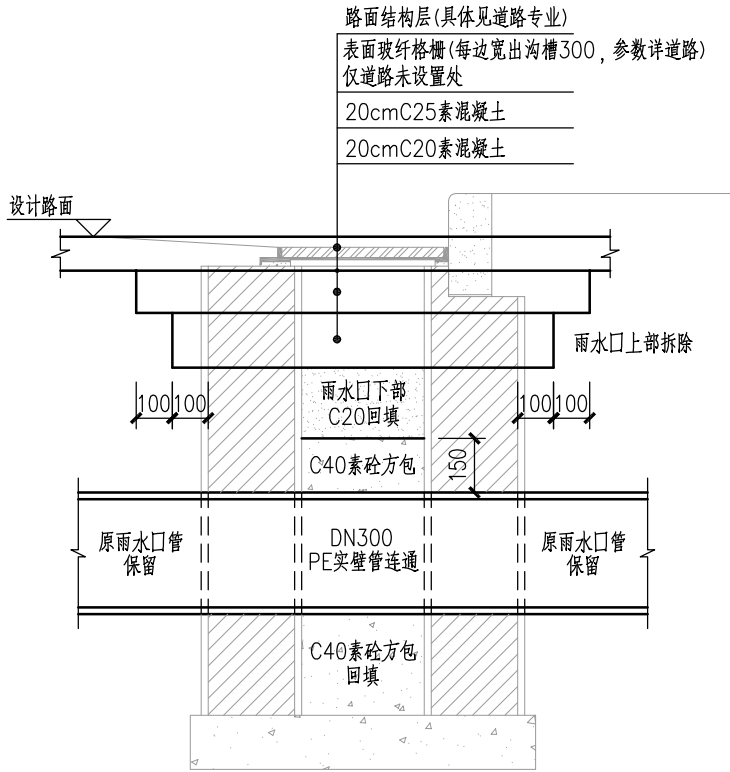 路面结构层(具体见道路专业)
表面玻纤格栅(每边宽出沟槽300，参数详道路)
仅道路未设置处
20cmC25素混凝土
20cmC20素混凝土
设计路面
雨水口上部拆除
雨水口下部
C20回填
100 100
100 100
C40素砼方包
150
原雨水口管
保留
DN300
PE实壁管连通
原雨水口管
保留
C40素砼方包
回填